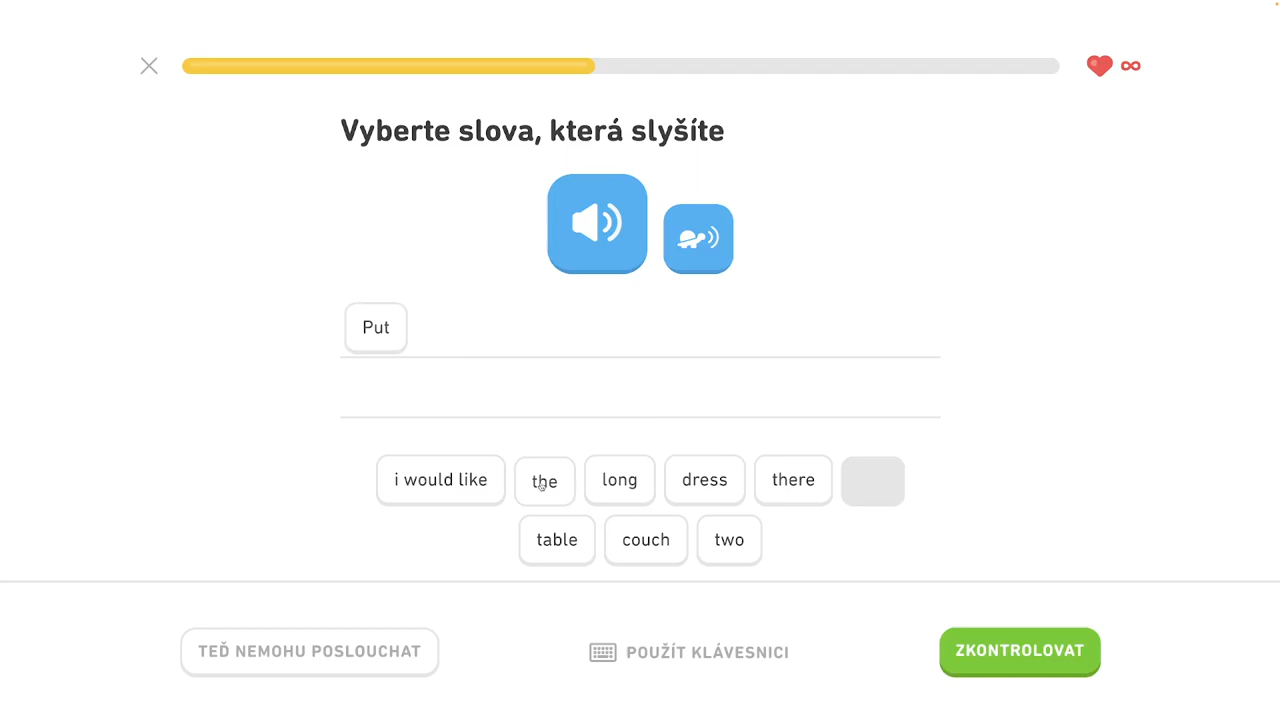 Vyberte slova, která slyšíte
Put
i would like the long dress there
table couch two
TEĎ NEMOHU POSLOUCHAT POUŽÍT KLÁVESNICI ZKONTROLOVAT